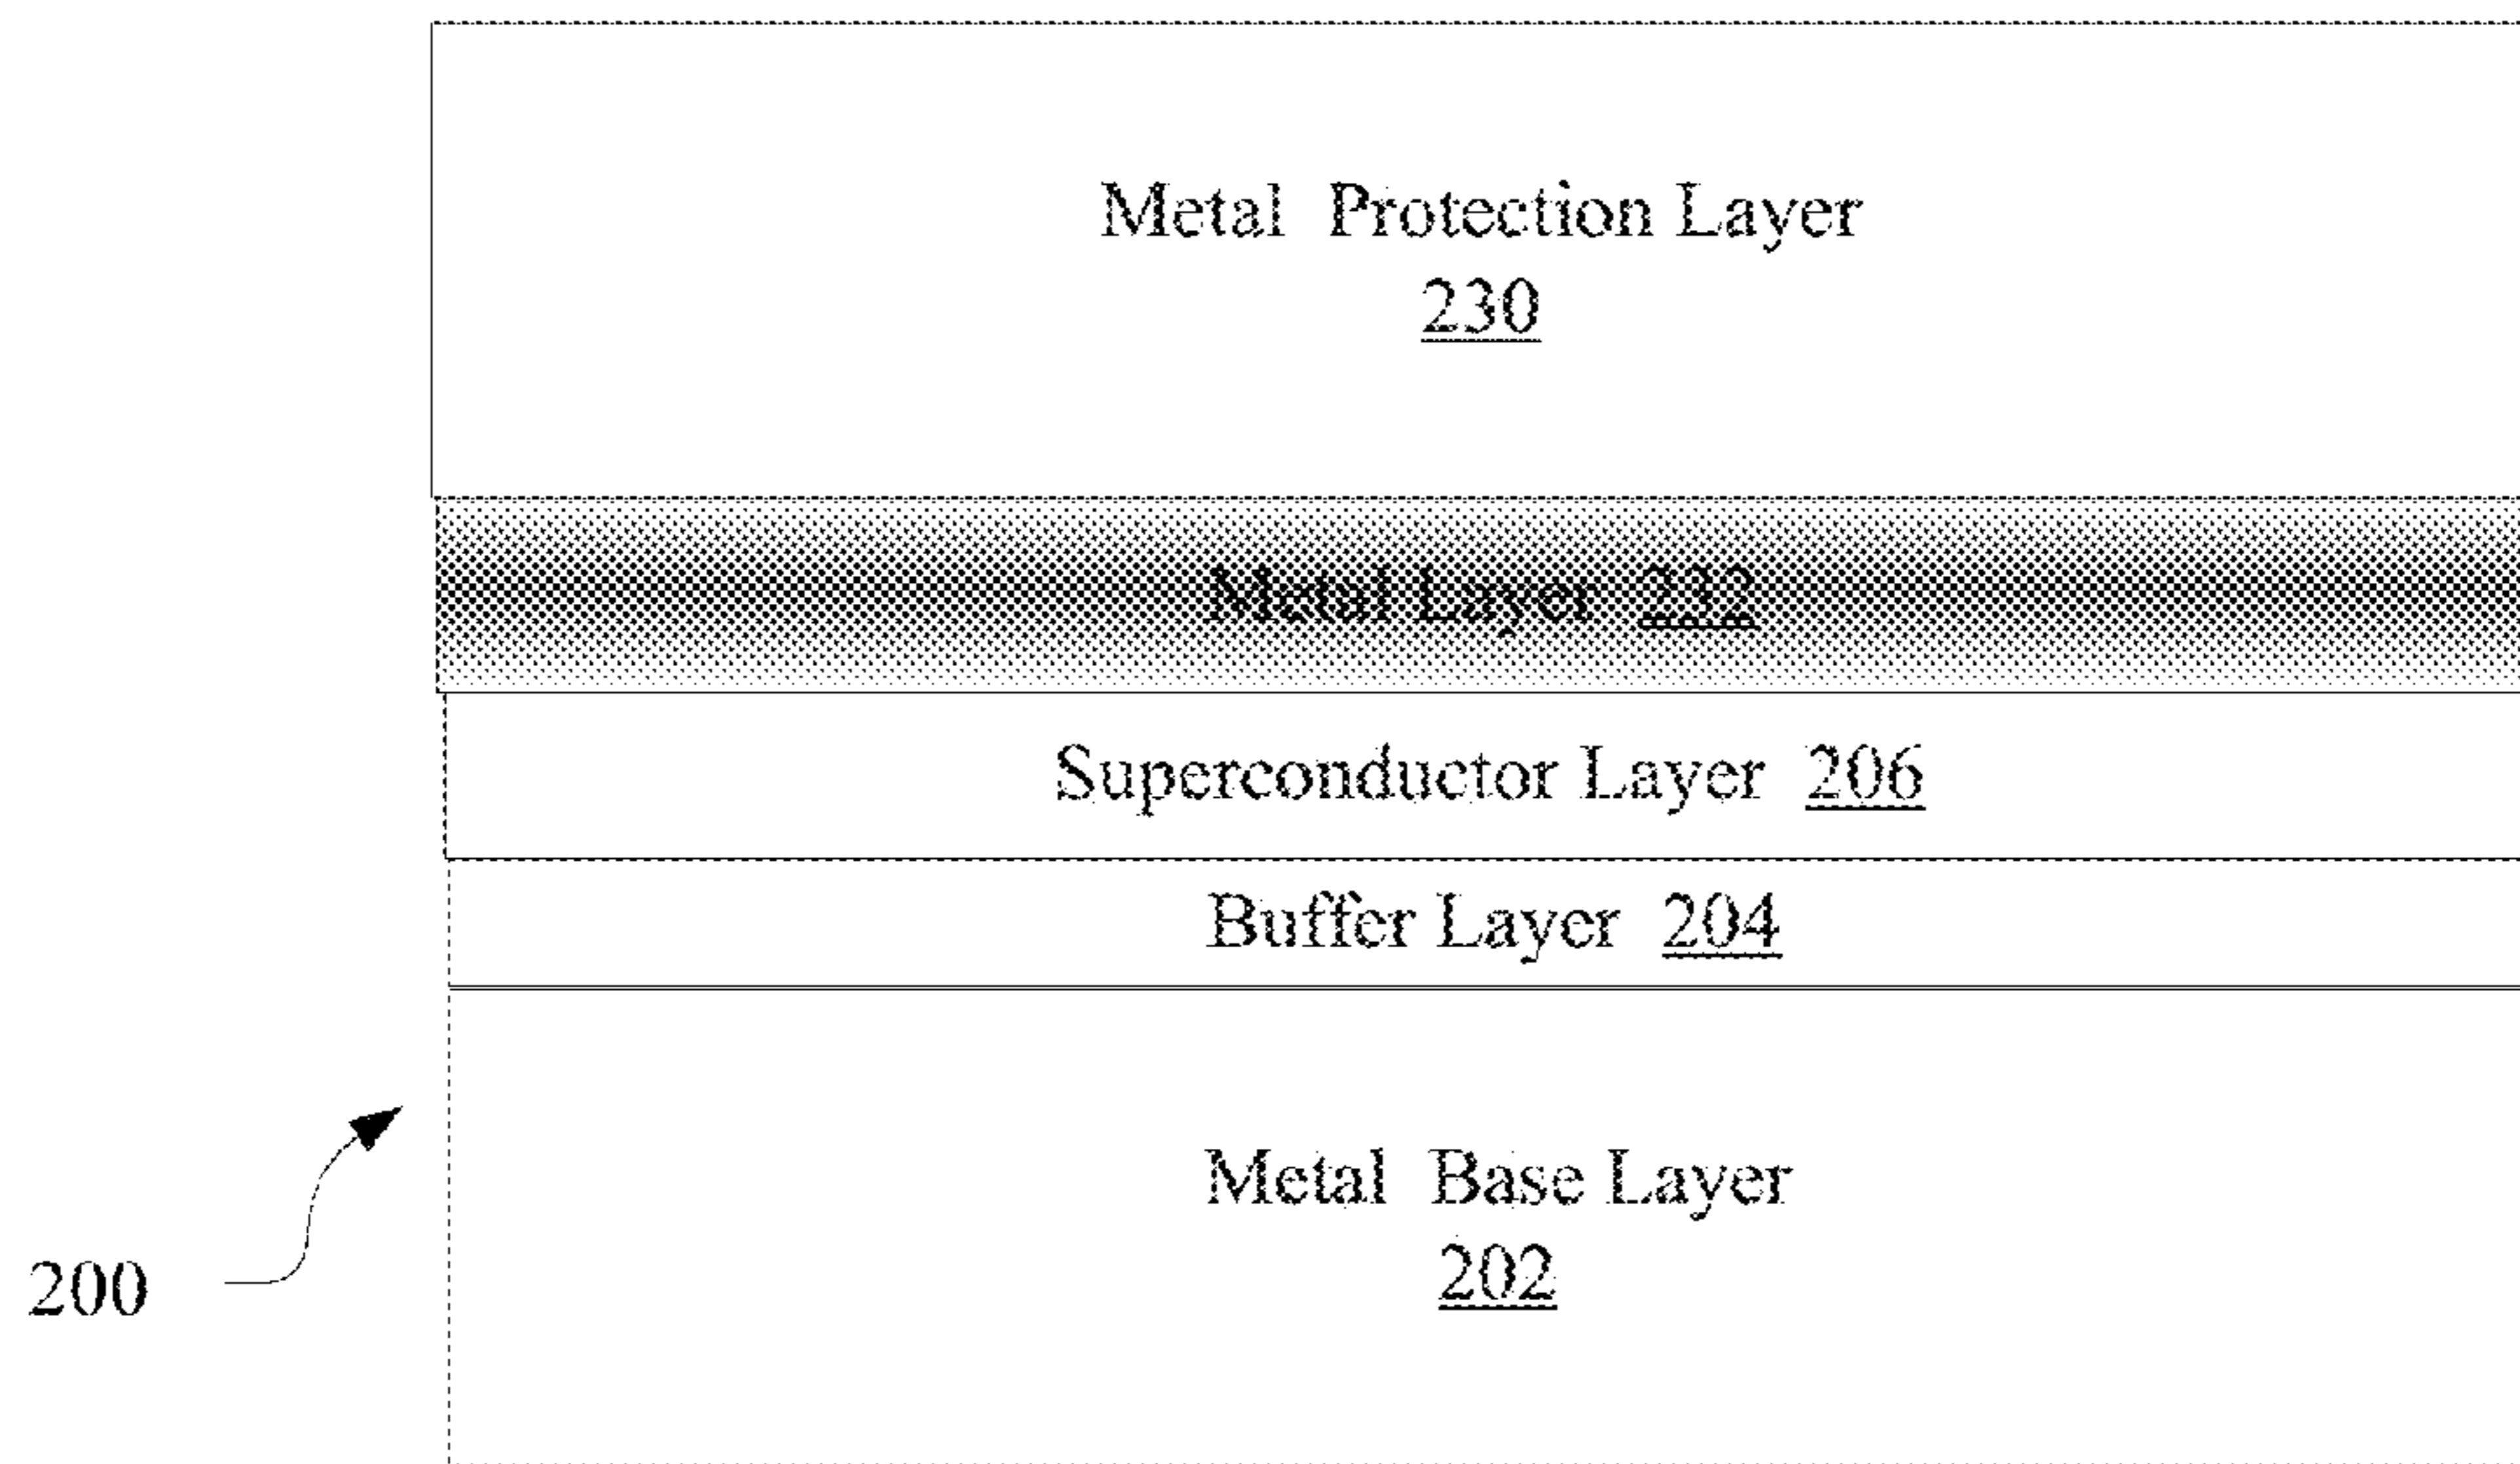 Metal Protection Layer
230
Metal Layer 232
Superconductor Layer 206
Buffer Layer 204
Metal Base Layer
202
200